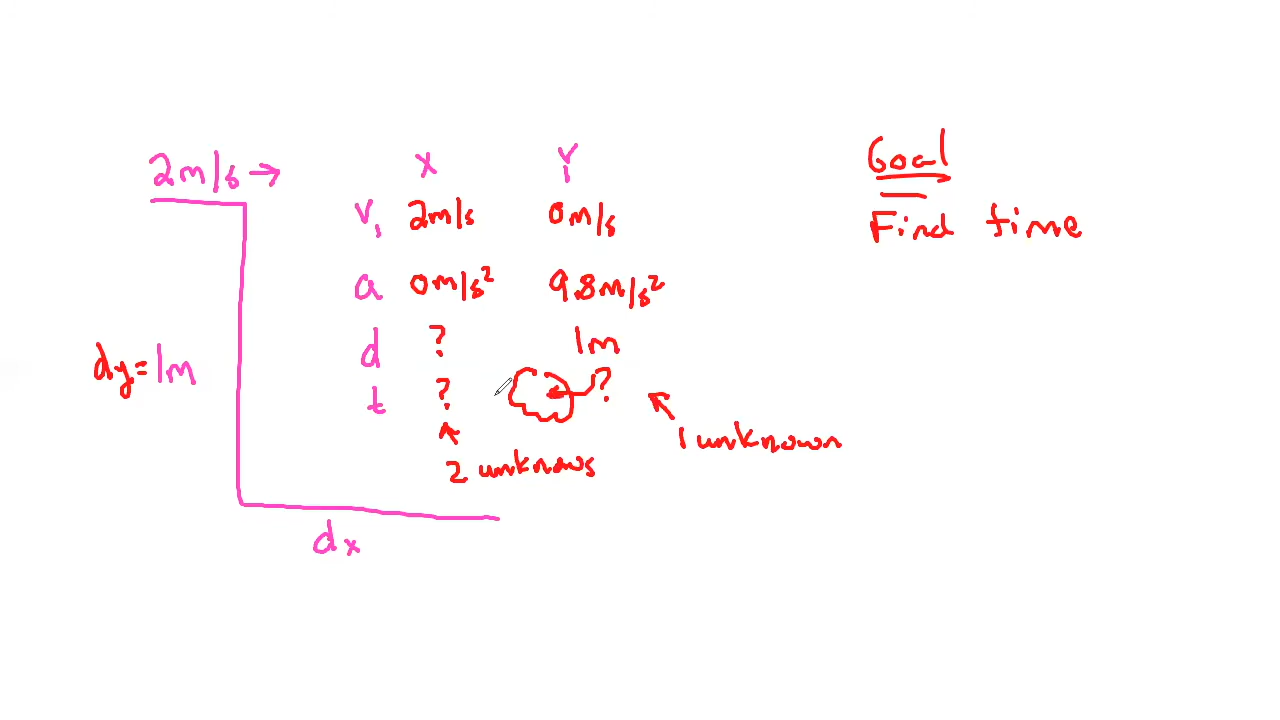 2m/s →
x y
v₁ 2m/s 0m/s
a 0m/s² 9.8m/s²
d ? 1m
t ? ?
dy=1m
2 unknows
1 unknown
dx
Goal
Find time